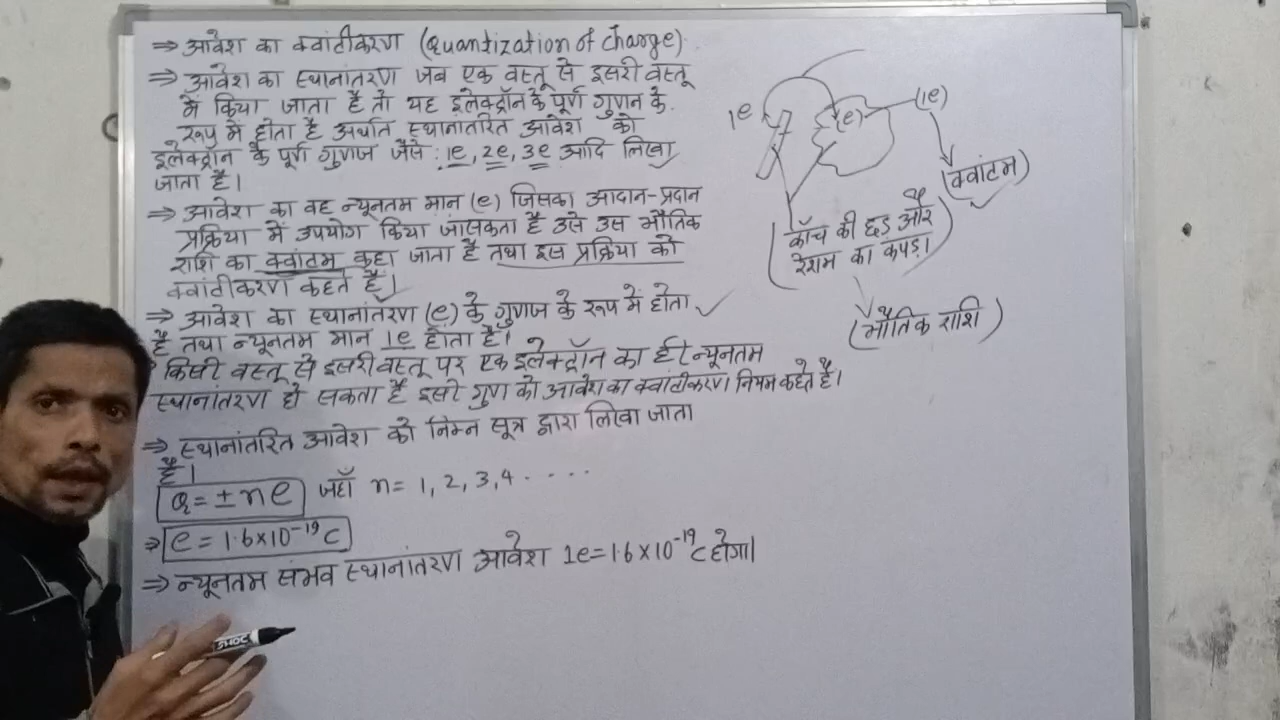 ⇒ आवेश का क्वांटीकरण (Quantization of charge).
⇒ आवेश का स्थानांतरण जब एक वस्तू से दूसरी वस्तू
में किया जाता है तो यह इलेक्ट्रॉन के पूर्ण गुणन के
रूप में होता है अर्थात स्थानांतरित आवेश को
इलेक्ट्रॉन के पूर्ण गुणज जैसे : 1e, 2e, 3e आदि लिखा
जाता है।
⇒ आवेश का वह न्यूनतम मान (e) जिसका आदान-प्रदान
प्रक्रिया में उपयोग किया जासकता है उसे उस भौतिक
राशि का क्वांटम कहा जाता है तथा इस प्रक्रिया को
क्वांटीकरण कहते हैं।
⇒ आवेश का स्थानांतरण (e) के गुणज के रूप में होता
है तथा न्यूनतम मान 1e होता है।
किसी वस्तू से दूसरी वस्तू पर एक इलेक्ट्रॉन का ही न्यूनतम
स्थानांतरण हो सकता है इसी गुण को आवेश का क्वांटीकरण नियम कहते है।
⇒ स्थानांतरित आवेश को निम्न सूत्र द्वारा लिखा जाता
है।
Q = ± ne जहाँ n = 1, 2, 3, 4 . . . .
⇒ e = 1.6×10⁻¹⁹ C
⇒ न्यूनतम संभव स्थानांतरण आवेश 1e = 1.6 × 10⁻¹⁹ C होगा।
1e
(e)
(1e)
(क्वांटम)
(काँच की छड़ और
रेशम का कपड़ा)
(भौतिक राशि)